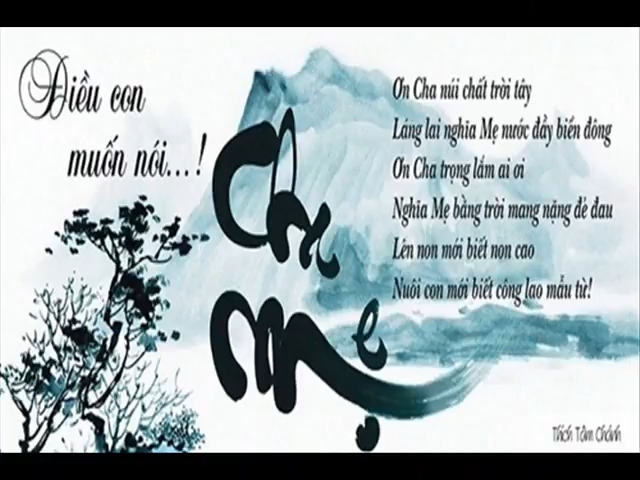 Điều con
muốn nói...!
Cha
Mẹ
Ơn Cha núi chất trời tây
Láng lai nghĩa Mẹ nước đầy biển đông
Ơn Cha trọng lắm ai ơi
Nghĩa Mẹ bằng trời mang nặng đẻ đau
Lên non mới biết non cao
Nuôi con mới biết công lao mẫu từ!
Thích Tâm Chánh